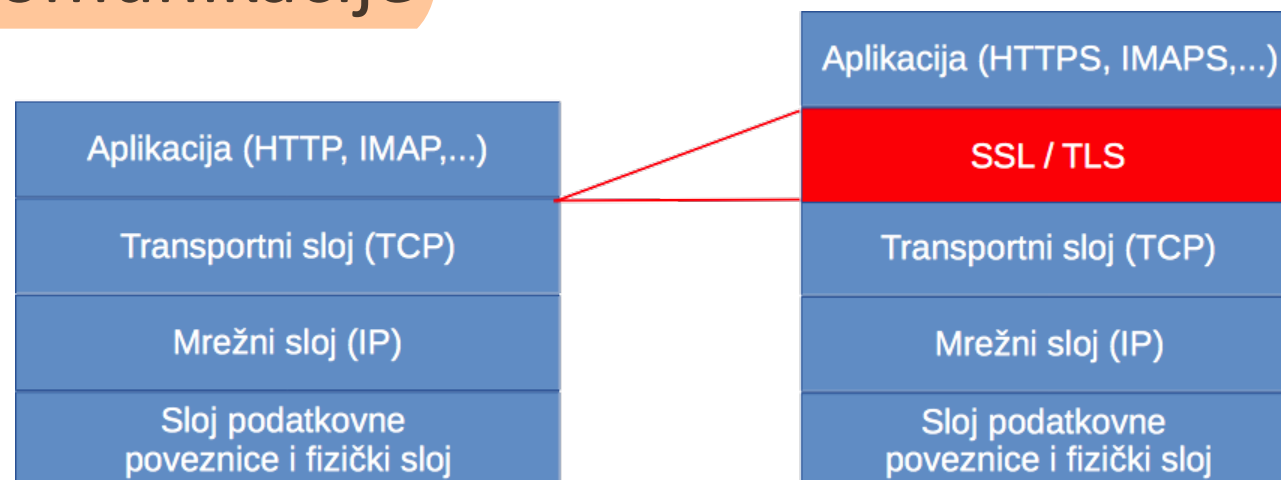 Aplikacija (HTTP, IMAP,...)
Transportni sloj (TCP)
Mrežni sloj (IP)
Sloj podatkovne
poveznice i fizički sloj
Aplikacija (HTTPS, IMAPS,...)
SSL / TLS
Transportni sloj (TCP)
Mrežni sloj (IP)
Sloj podatkovne
poveznice i fizički sloj